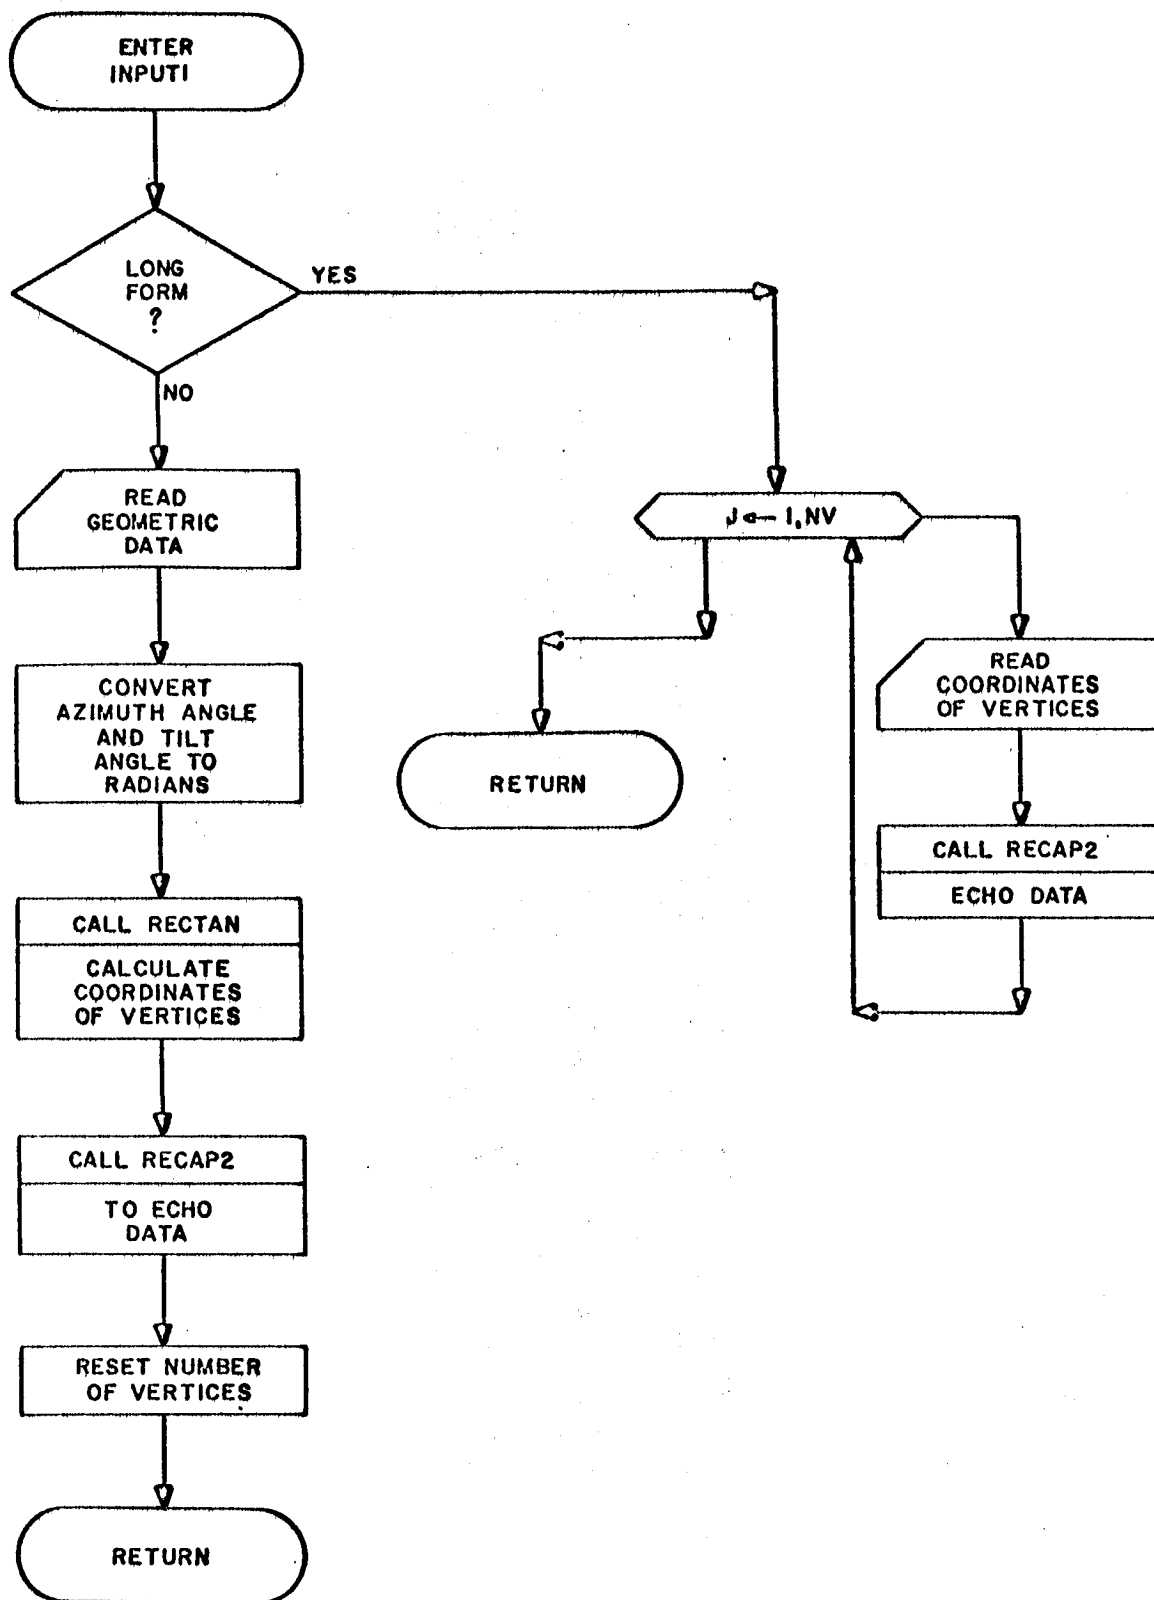 ENTER
INPUT1
LONG
FORM
?
YES
NO
READ
GEOMETRIC
DATA
CONVERT
AZIMUTH ANGLE
AND TILT
ANGLE TO
RADIANS
CALL RECTAN
CALCULATE
COORDINATES
OF VERTICES
CALL RECAP2
TO ECHO
DATA
RESET NUMBER
OF VERTICES
RETURN
J ← 1, NV
RETURN
READ
COORDINATES
OF VERTICES
CALL RECAP2
ECHO DATA